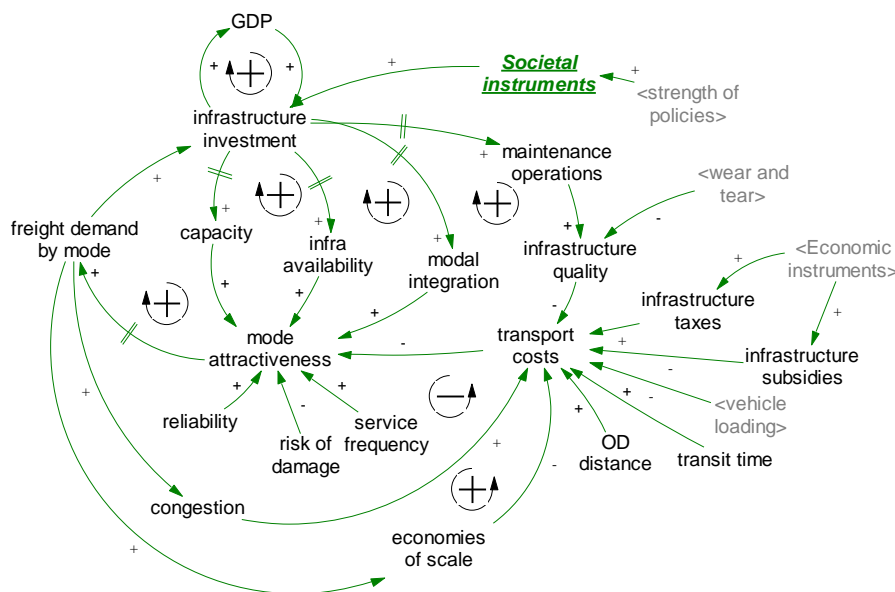 GDP
Societal
instruments
<strength of
policies>
infrastructure
investment
maintenance
operations
<wear and
tear>
freight demand
by mode
capacity
infra
availability
modal
integration
infrastructure
quality
<Economic
instruments>
infrastructure
taxes
mode
attractiveness
transport
costs
infrastructure
subsidies
reliability
risk of
damage
service
frequency
<vehicle
loading>
OD
distance
transit time
congestion
economies
of scale